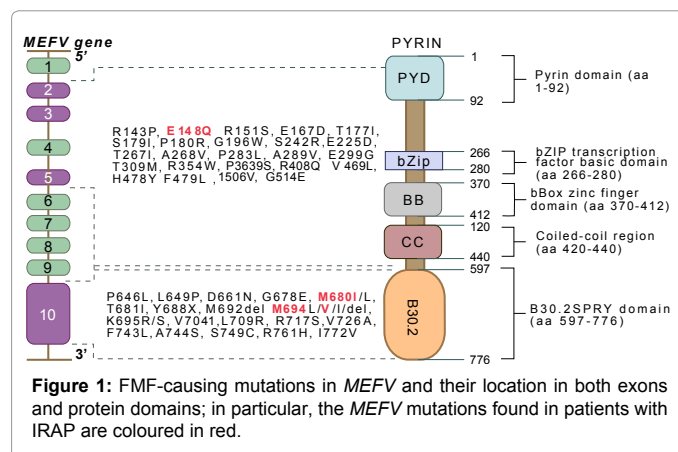 MEFV gene
5'
1
2
3
4
5
6
7
8
9
10
3'
R143P, E148Q R151S, E167D, T177I,
S179I, P180R, G196W, S242R, E225D,
T267I, A268V, P283L, A289V, E299G
T309M, R354W, P3639S, R408Q V 469L,
H478Y F479L ,1506V, G514E
P646L, L649P, D661N, G678E, M680I/L,
T681I, Y688X, M692del M694L/V/I/del,
K695R/S, V7041, L709R, R717S, V726A,
F743L, A744S, S749C, R761H, I772V
PYRIN
PYD
bZip
BB
CC
B30.2
1
92
266
280
370
412
120
440
597
776
Pyrin domain (aa
1-92)
bZIP transcription
factor basic domain
(aa 266-280)
bBox zinc finger
domain (aa 370-412)
Coiled-coil region
(aa 420-440)
B30.2SPRY domain
(aa 597-776)
Figure 1: FMF-causing mutations in MEFV and their location in both exons
and protein domains; in particular, the MEFV mutations found in patients with
IRAP are coloured in red.